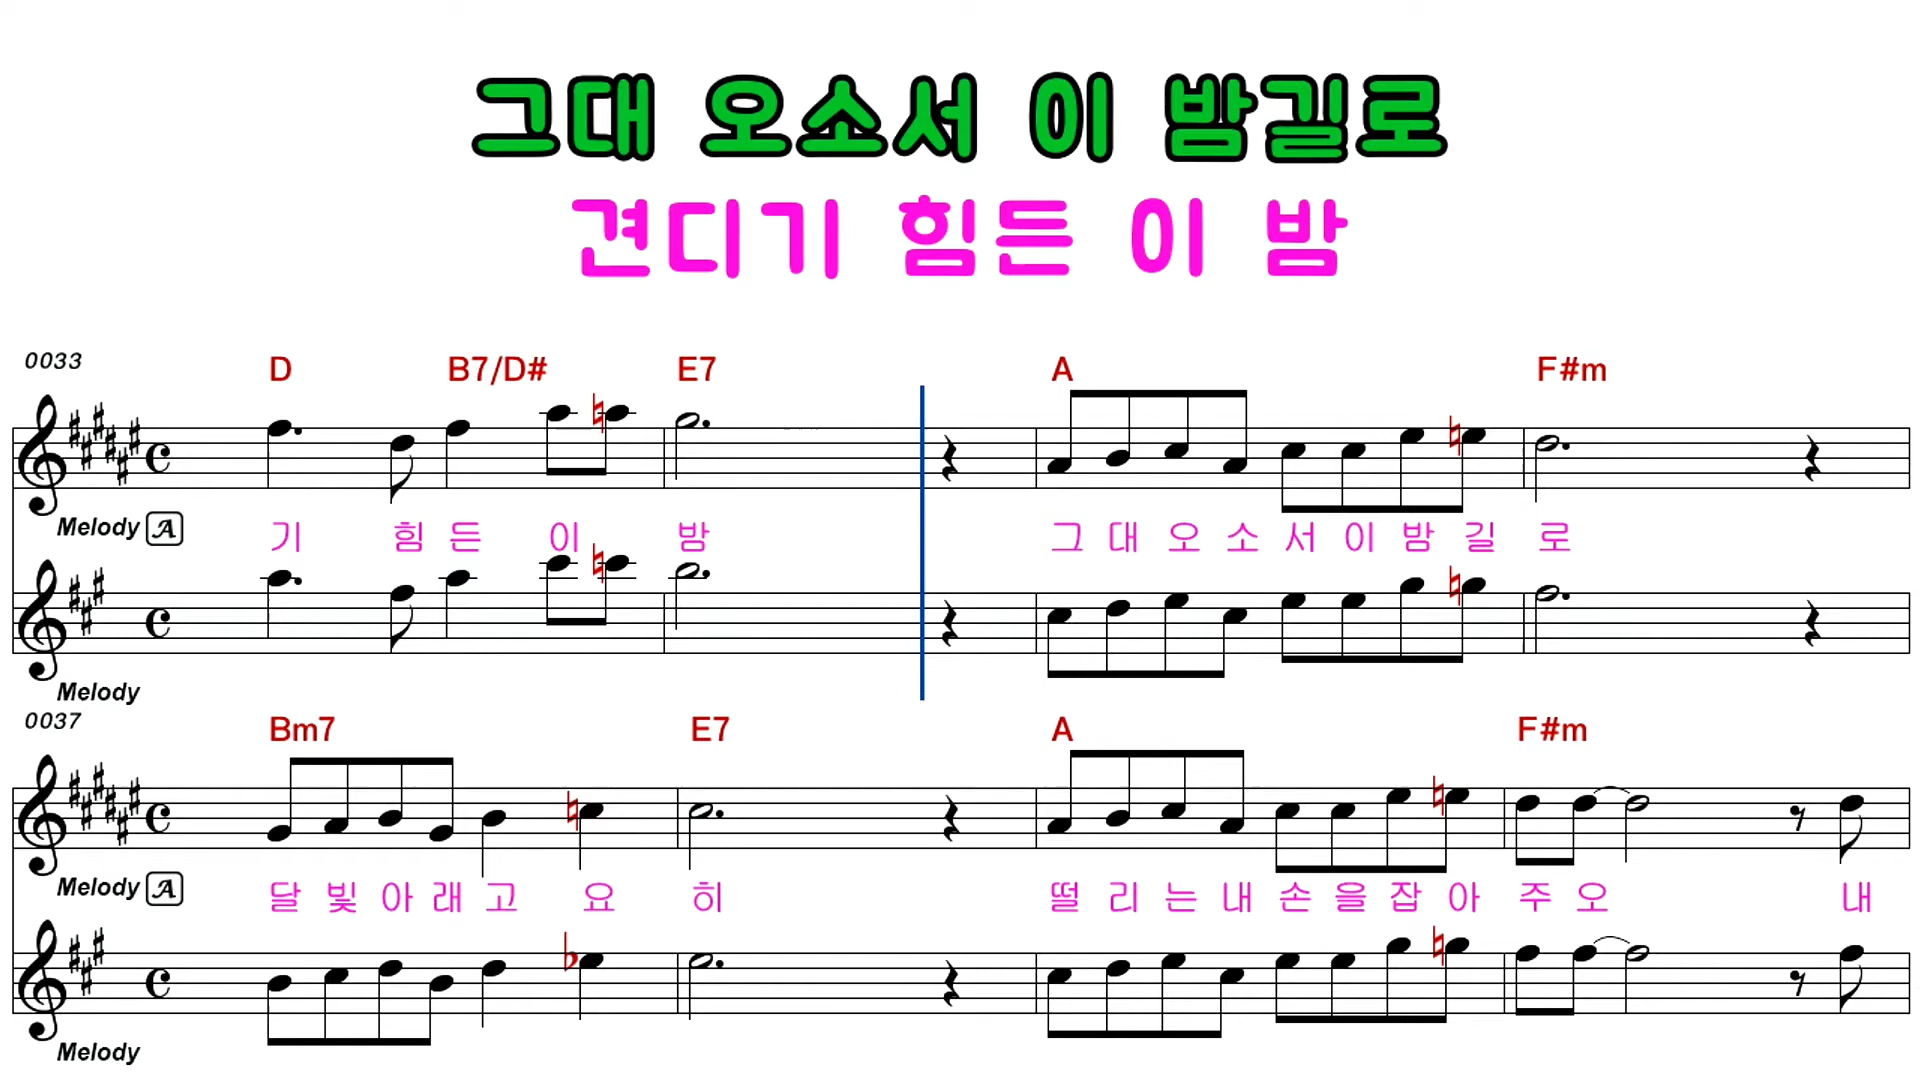 그대 오소서 이 밤길로
견디기 힘든 이 밤
0033
D B7/D# E7 A F#m
Melody A 기 힘 든 이 밤 그 대 오 소 서 이 밤 길 로
Melody
0037
Bm7 E7 A F#m
Melody A 달 빛 아 래 고 요 히 떨 리 는 내 손 을 잡 아 주 오 내
Melody